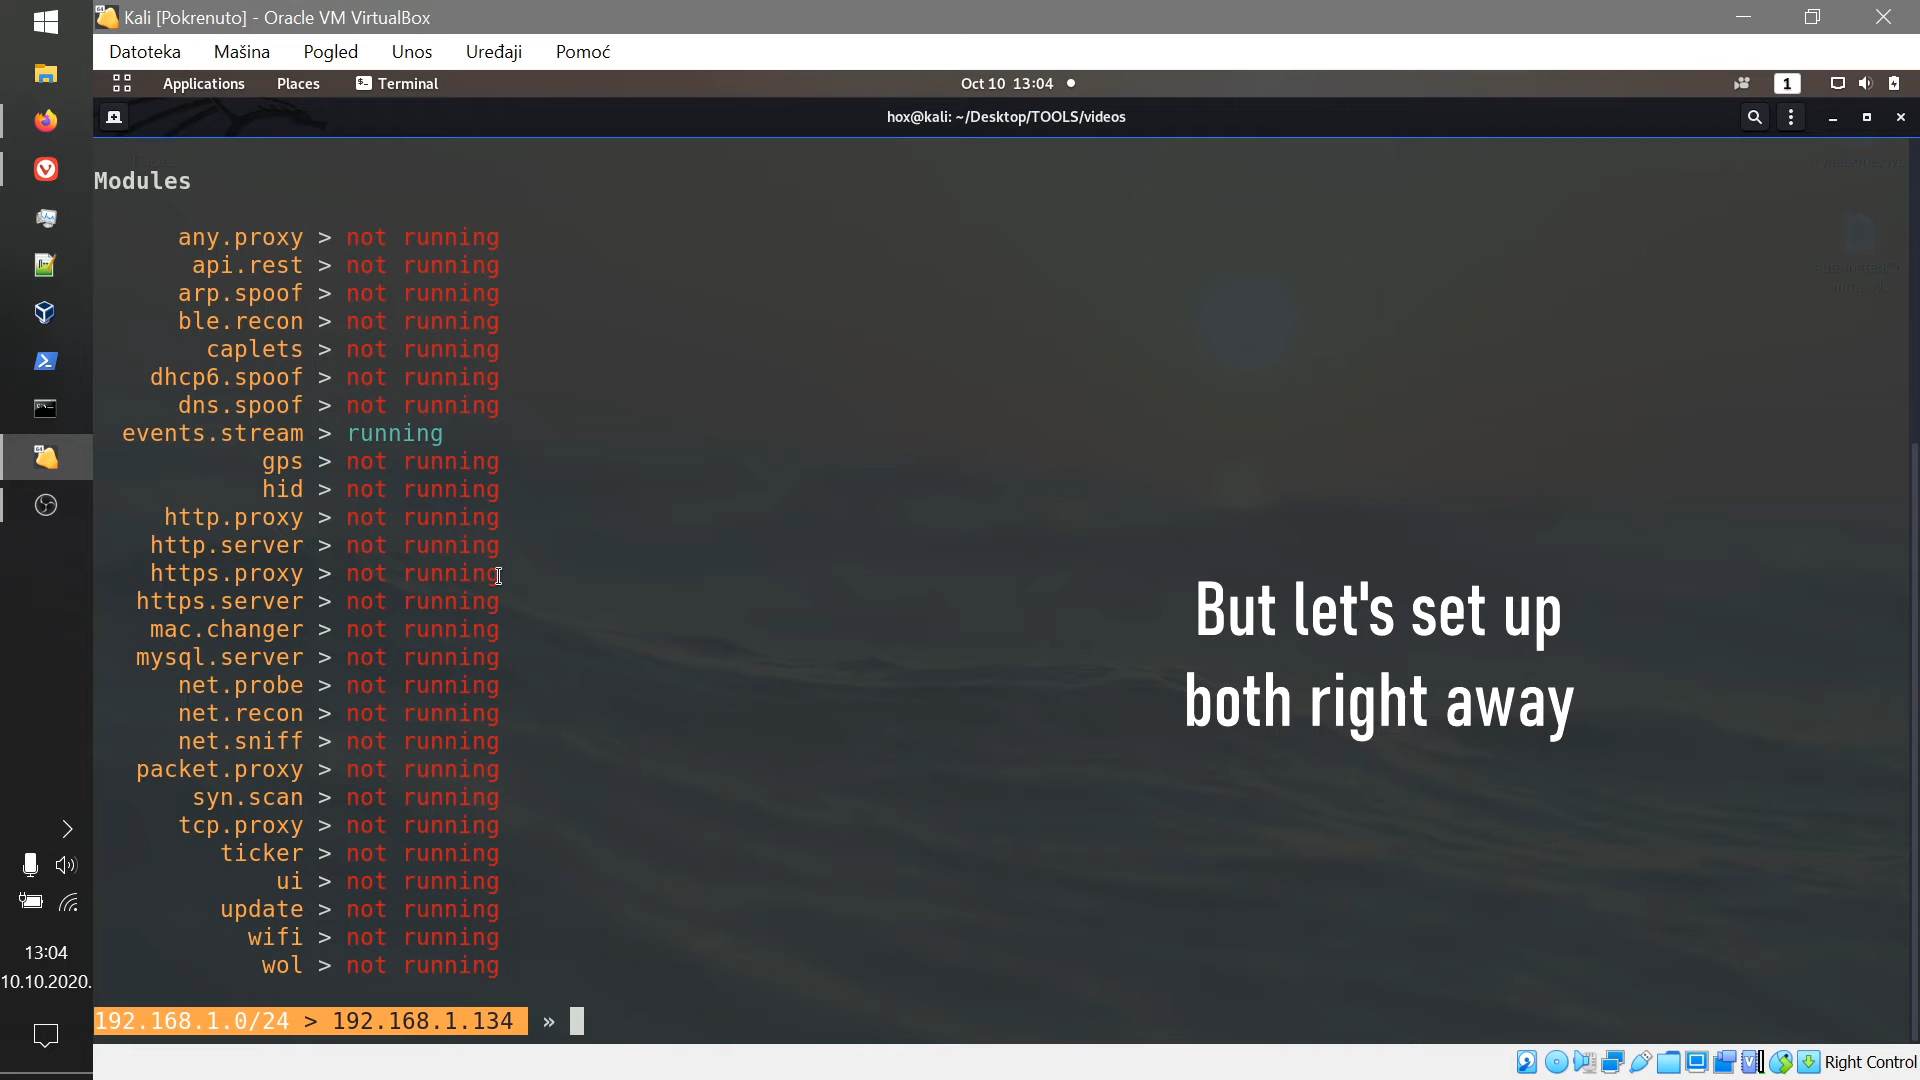 Kali [Pokrenuto] - Oracle VM VirtualBox
Datoteka Mašina Pogled Unos Uređaji Pomoć
Applications Places Terminal Oct 10 13:04 1
hox@kali: ~/Desktop/TOOLS/videos
Modules
any.proxy > not running
api.rest > not running
arp.spoof > not running
ble.recon > not running
caplets > not running
dhcp6.spoof > not running
dns.spoof > not running
events.stream > running
gps > not running
hid > not running
http.proxy > not running
http.server > not running
https.proxy > not running
https.server > not running
mac.changer > not running
mysql.server > not running
net.probe > not running
net.recon > not running
net.sniff > not running
packet.proxy > not running
syn.scan > not running
tcp.proxy > not running
ticker > not running
ui > not running
update > not running
wifi > not running
wol > not running
192.168.1.0/24 > 192.168.1.134 »
But let's set up
both right away
13:04
10.10.2020.
Right Control